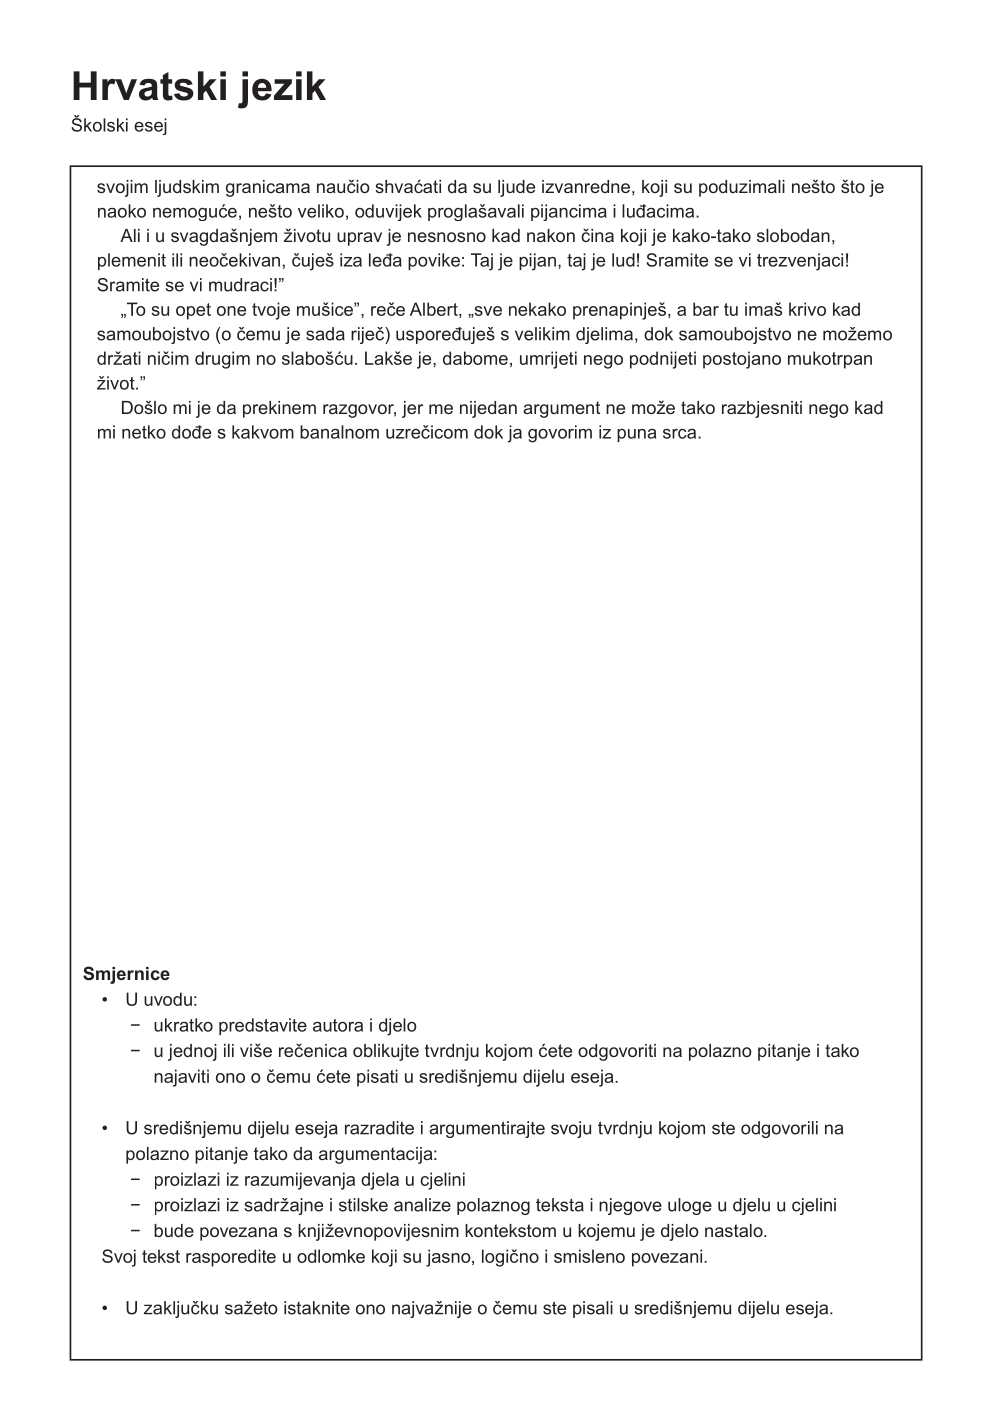 Hrvatski jezik
Školski esej
svojim ljudskim granicama naučio shvaćati da su ljude izvanredne, koji su poduzimali nešto što je
naoko nemoguće, nešto veliko, oduvijek proglašavali pijancima i luđacima.
Ali i u svagdašnjem životu uprav je nesnosno kad nakon čina koji je kako-tako slobodan,
plemenit ili neočekivan, čuješ iza leđa povike: Taj je pijan, taj je lud! Sramite se vi trezvenjaci!
Sramite se vi mudraci!”
„To su opet one tvoje mušice”, reče Albert, „sve nekako prenapinješ, a bar tu imaš krivo kad
samoubojstvo (o čemu je sada riječ) uspoređuješ s velikim djelima, dok samoubojstvo ne možemo
držati ničim drugim no slabošću. Lakše je, dabome, umrijeti nego podnijeti postojano mukotrpan
život.”
Došlo mi je da prekinem razgovor, jer me nijedan argument ne može tako razbjesniti nego kad
mi netko dođe s kakvom banalnom uzrečicom dok ja govorim iz puna srca.
Smjernice
• U uvodu:
− ukratko predstavite autora i djelo
− u jednoj ili više rečenica oblikujte tvrdnju kojom ćete odgovoriti na polazno pitanje i tako
najaviti ono o čemu ćete pisati u središnjemu dijelu eseja.
• U središnjemu dijelu eseja razradite i argumentirajte svoju tvrdnju kojom ste odgovorili na
polazno pitanje tako da argumentacija:
− proizlazi iz razumijevanja djela u cjelini
− proizlazi iz sadržajne i stilske analize polaznog teksta i njegove uloge u djelu u cjelini
− bude povezana s književnopovijesnim kontekstom u kojemu je djelo nastalo.
Svoj tekst rasporedite u odlomke koji su jasno, logično i smisleno povezani.
• U zaključku sažeto istaknite ono najvažnije o čemu ste pisali u središnjemu dijelu eseja.